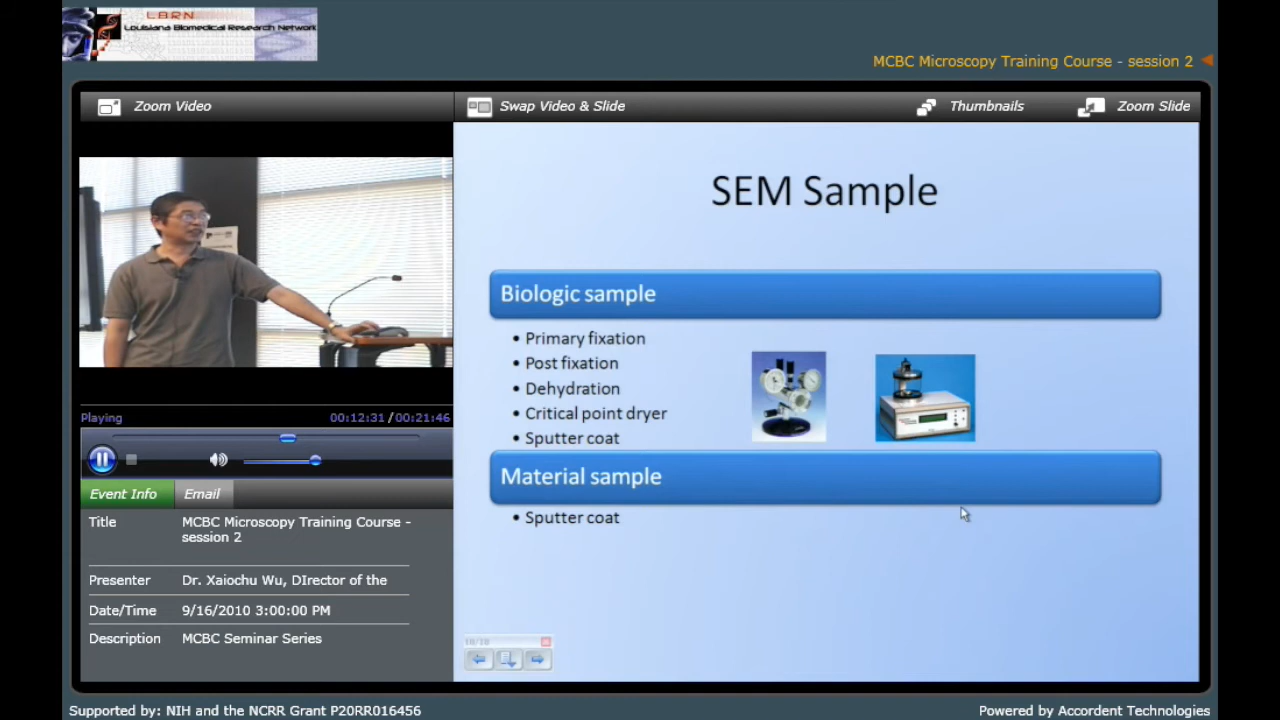 LBRN
Louisiana Biomedical Research Network
MCBC Microscopy Training Course - session 2
Zoom Video
Swap Video & Slide
Thumbnails
Zoom Slide
SEM Sample
Biologic sample
• Primary fixation
• Post fixation
• Dehydration
• Critical point dryer
• Sputter coat
Material sample
• Sputter coat
Playing
00:12:31 / 00:21:46
Event Info
Email
Title
MCBC Microscopy Training Course -
session 2
Presenter
Dr. Xaiochu Wu, DIrector of the
Date/Time
9/16/2010 3:00:00 PM
Description
MCBC Seminar Series
Supported by: NIH and the NCRR Grant P20RR016456
Powered by Accordent Technologies